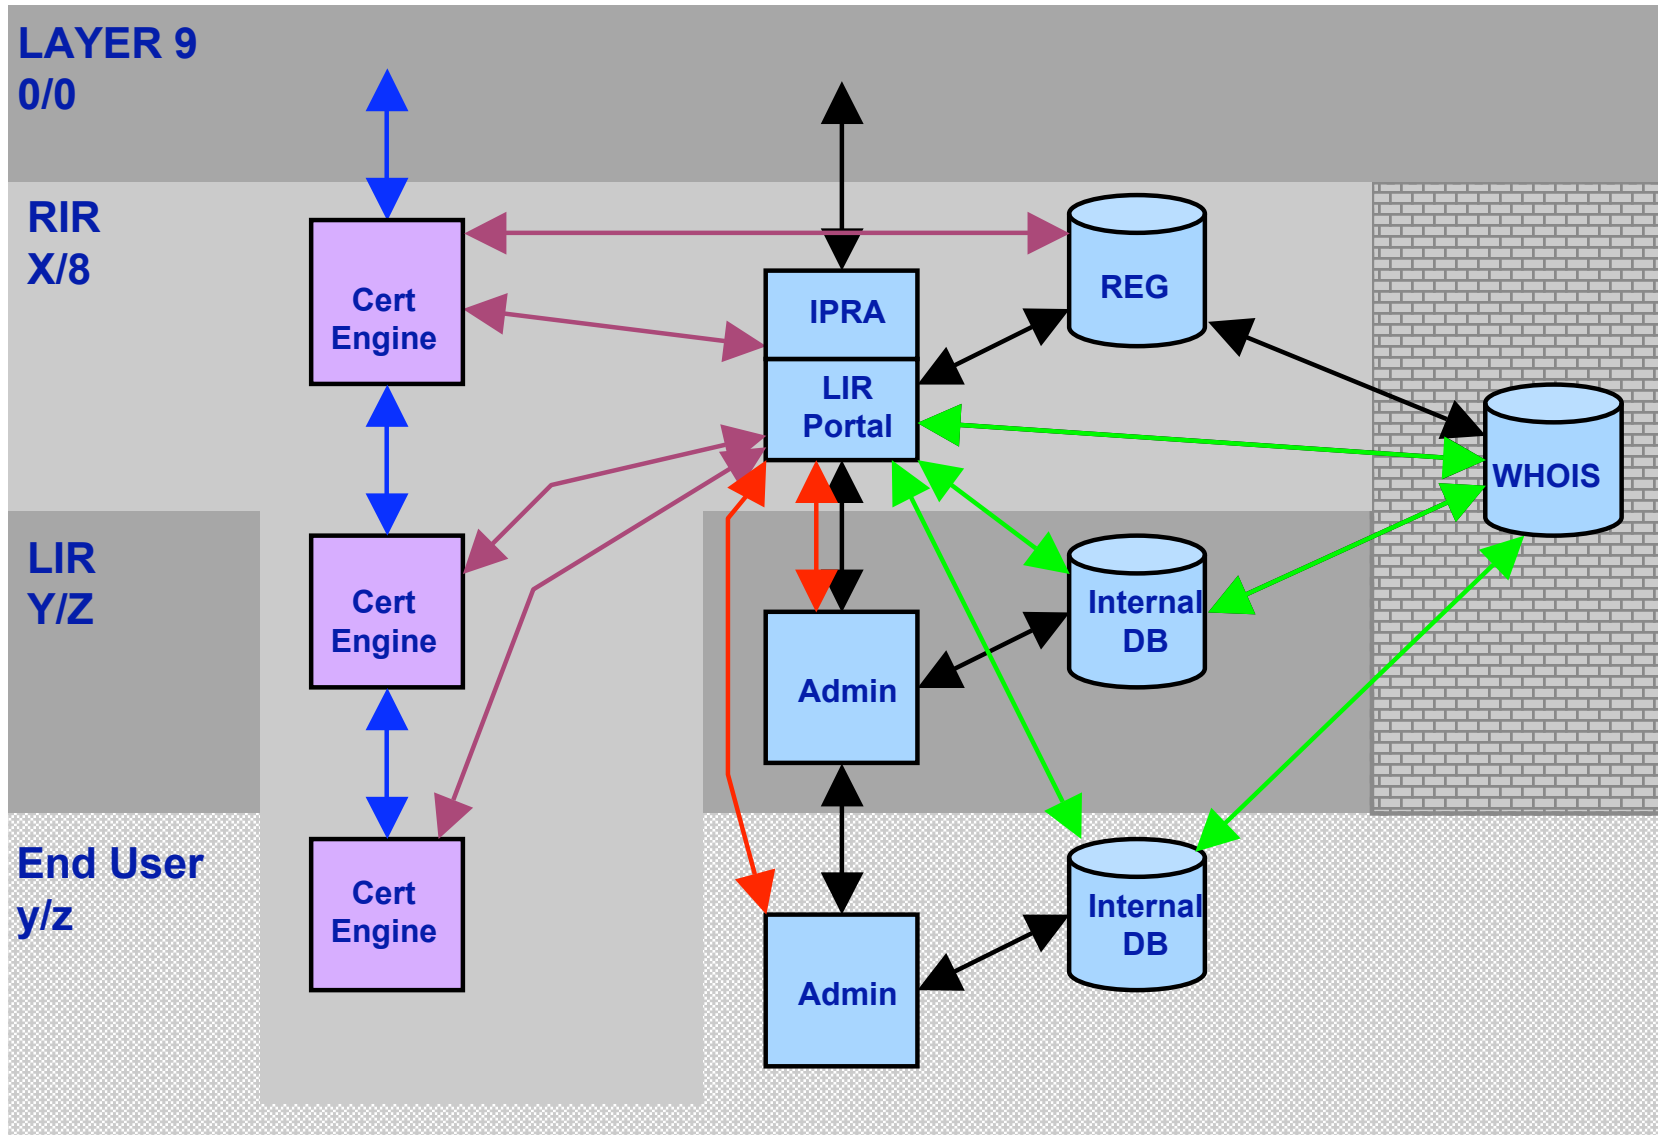 LAYER 9
0/0
RIR
X/8
Cert
Engine
IPRA
LIR
Portal
REG
WHOIS
LIR
Y/Z
Cert
Engine
Admin
Internal
DB
End User
y/z
Cert
Engine
Admin
Internal
DB